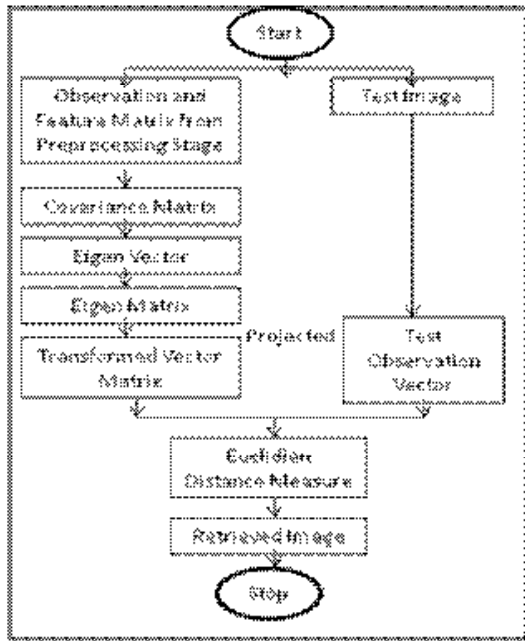 Start
Observation and
Feature Matrix from
Preprocessing Stage
Test Image
Covariance Matrix
Eigen Vector
Eigen Matrix
Transformed Vector
Matrix
Projected
Test
Observation
Vector
Euclidien
Distance Measure
Retrieved Image
Stop